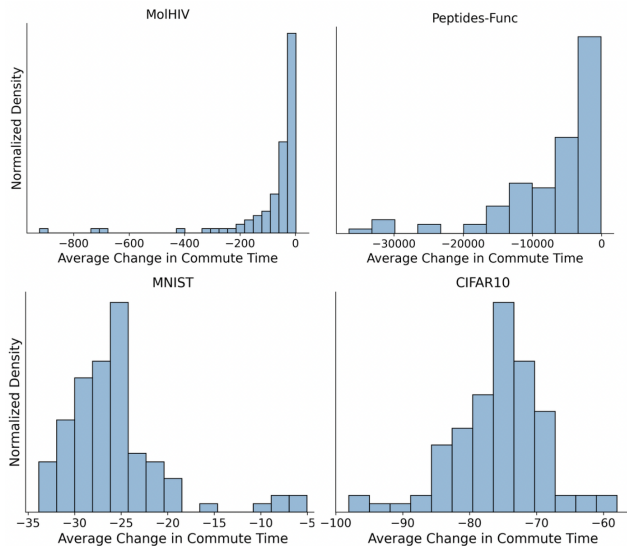 MolHIV
Peptides-Func
Normalized Density
−800 −600 −400 −200 0
−30000 −20000 −10000 0
Average Change in Commute Time
Average Change in Commute Time
MNIST
CIFAR10
Normalized Density
−35 −30 −25 −20 −15 −10 −5
−100 −90 −80 −70 −60
Average Change in Commute Time
Average Change in Commute Time